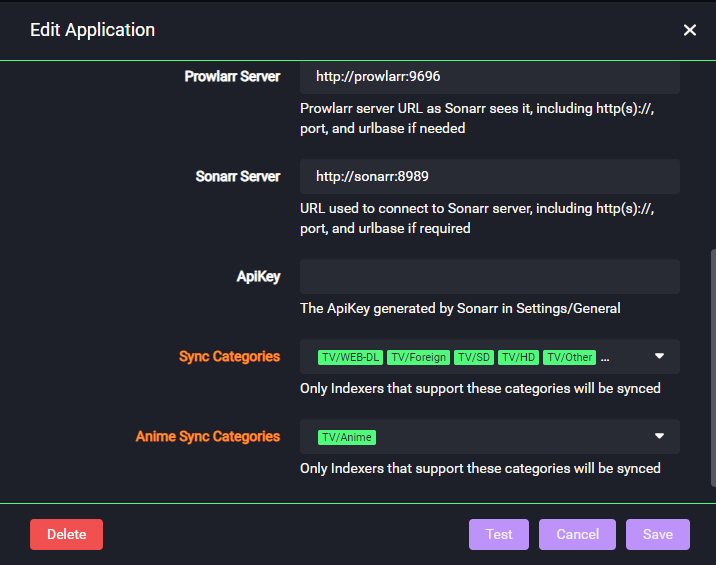 Edit Application
Prowlarr Server
http://prowlarr:9696
Prowlarr server URL as Sonarr sees it, including http(s)://,
port, and urlbase if needed
Sonarr Server
http://sonarr:8989
URL used to connect to Sonarr server, including http(s)://,
port, and urlbase if required
ApiKey
The ApiKey generated by Sonarr in Settings/General
Sync Categories
TV/WEB-DL TV/Foreign TV/SD TV/HD TV/Other ...
Only Indexers that support these categories will be synced
Anime Sync Categories
TV/Anime
Only Indexers that support these categories will be synced
Delete
Test
Cancel
Save